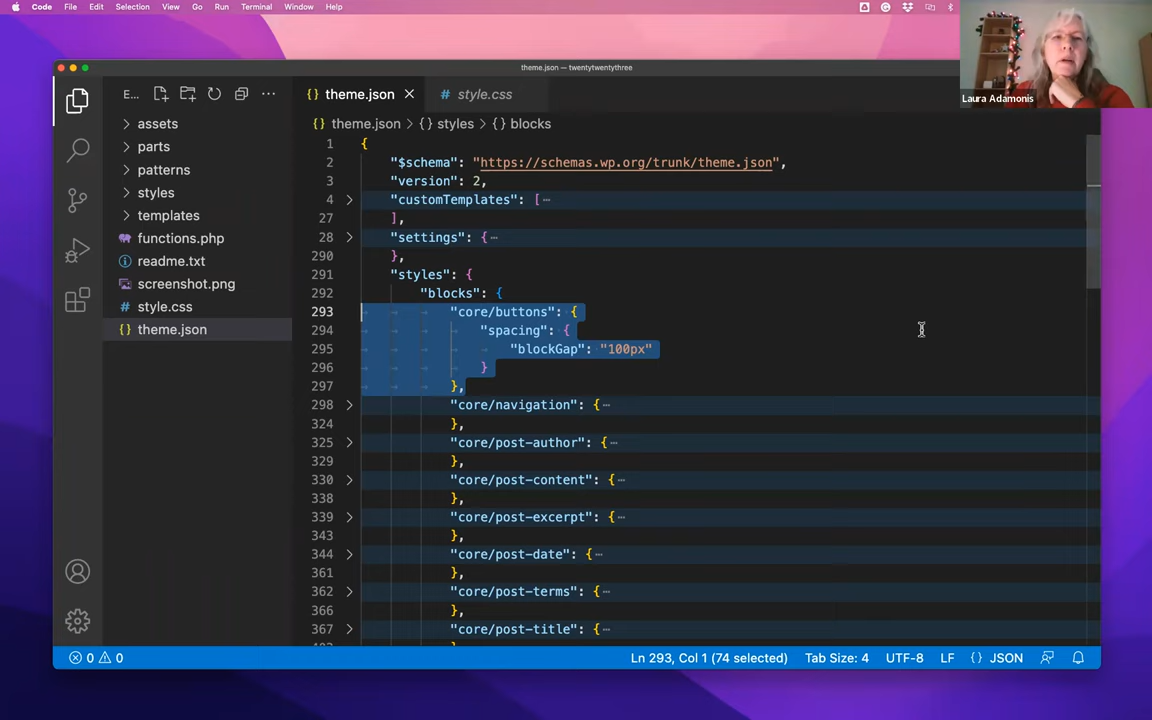 Code File Edit Selection View Go Run Terminal Window Help
theme.json — twentytwentythree
Laura Adamonis
E...
theme.json
# style.css
{} theme.json > {} styles > {} blocks
assets
parts
patterns
styles
templates
functions.php
readme.txt
screenshot.png
# style.css
{} theme.json
1 {
2 "$schema": "https://schemas.wp.org/trunk/theme.json",
3 "version": 2,
4 "customTemplates": [
27 ],
28 "settings": {
290 },
291 "styles": {
292 "blocks": {
293 "core/buttons": {
294 "spacing": {
295 "blockGap": "100px"
296 }
297 },
298 "core/navigation": {
324 },
325 "core/post-author": {
329 },
330 "core/post-content": {
338 },
339 "core/post-excerpt": {
343 },
344 "core/post-date": {
361 },
362 "core/post-terms": {
366 },
367 "core/post-title": {
0 0 Ln 293, Col 1 (74 selected) Tab Size: 4 UTF-8 LF {} JSON